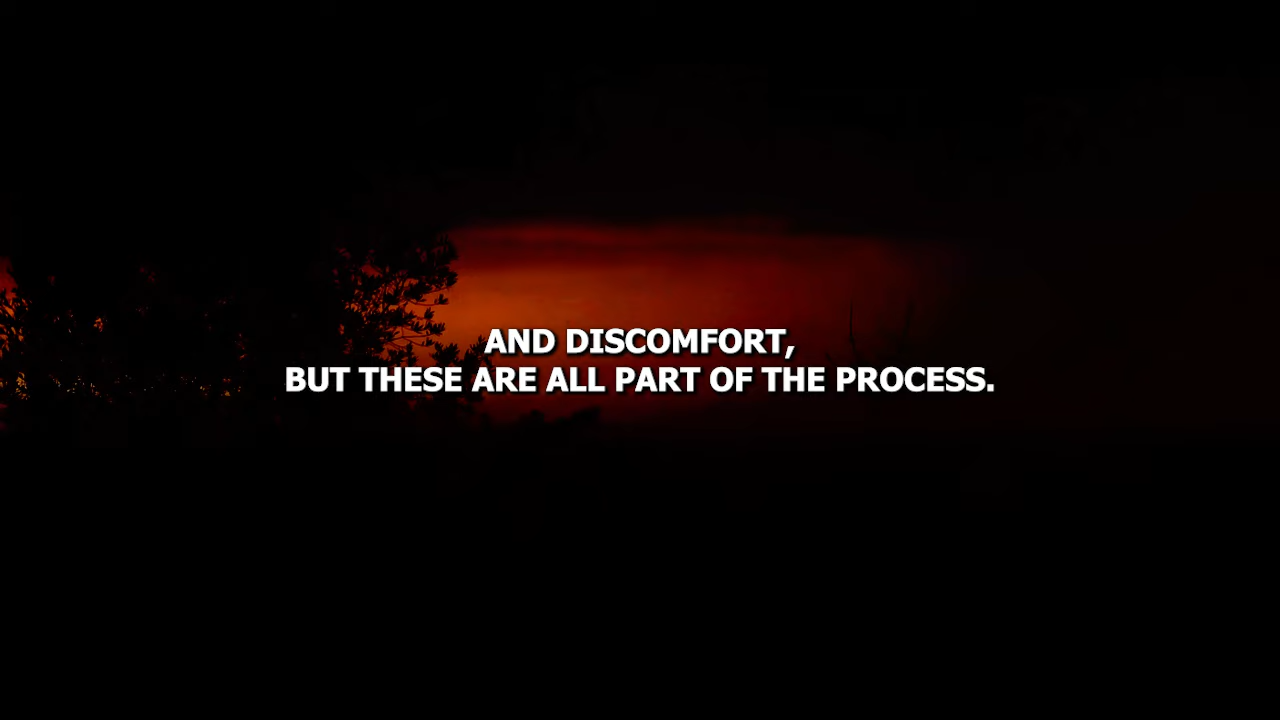 AND DISCOMFORT,
BUT THESE ARE ALL PART OF THE PROCESS.